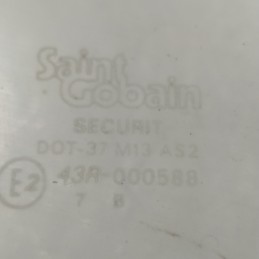 Saint
Gobain
SECURIT
DOT-37 M13 AS2
E2 43R-000588
7 8